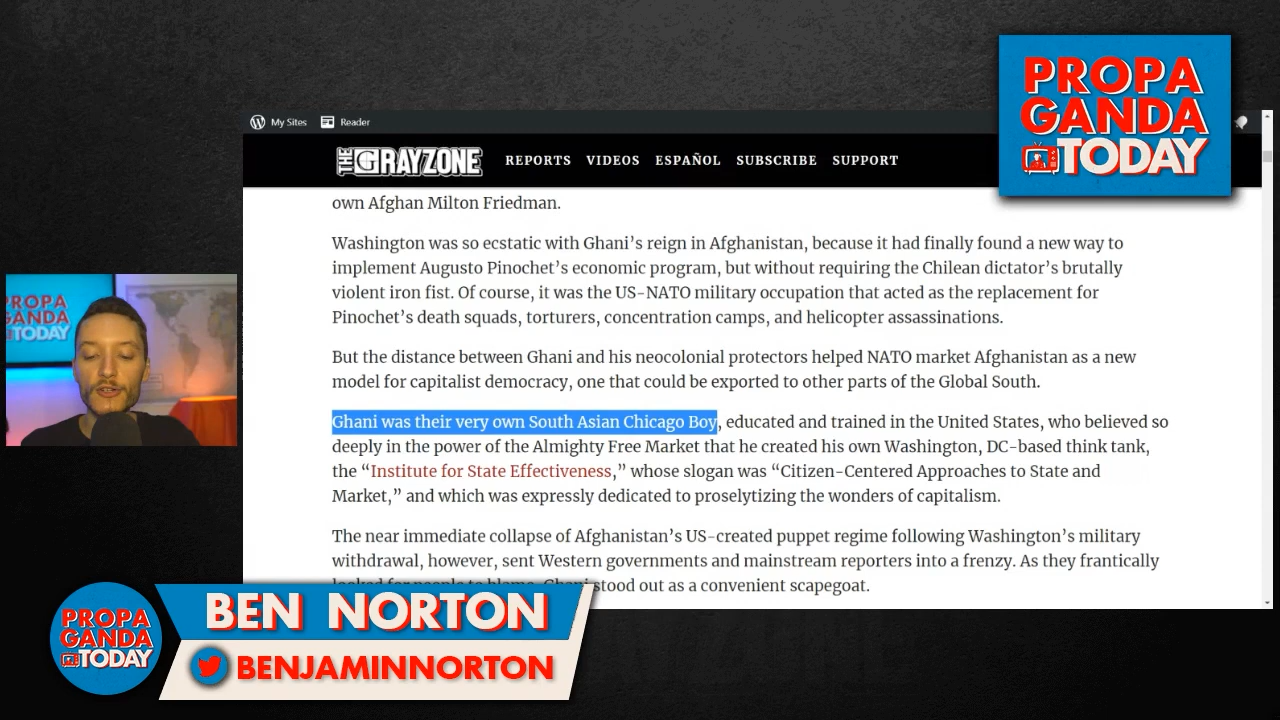 PROPA
GANDA
TODAY
My Sites
Reader
THE GRAYZONE
REPORTS VIDEOS ESPAÑOL SUBSCRIBE SUPPORT
own Afghan Milton Friedman.
Washington was so ecstatic with Ghani’s reign in Afghanistan, because it had finally found a new way to
implement Augusto Pinochet’s economic program, but without requiring the Chilean dictator’s brutally
violent iron fist. Of course, it was the US-NATO military occupation that acted as the replacement for
Pinochet’s death squads, torturers, concentration camps, and helicopter assassinations.
But the distance between Ghani and his neocolonial protectors helped NATO market Afghanistan as a new
model for capitalist democracy, one that could be exported to other parts of the Global South.
Ghani was their very own South Asian Chicago Boy, educated and trained in the United States, who believed so
deeply in the power of the Almighty Free Market that he created his own Washington, DC-based think tank,
the “Institute for State Effectiveness,” whose slogan was “Citizen-Centered Approaches to State and
Market,” and which was expressly dedicated to proselytizing the wonders of capitalism.
The near immediate collapse of Afghanistan’s US-created puppet regime following Washington’s military
withdrawal, however, sent Western governments and mainstream reporters into a frenzy. As they frantically
looked for people to blame, Ghani stood out as a convenient scapegoat.
PROPA
GANDA
TODAY
PROPA
GANDA
TODAY
BEN NORTON
BENJAMINNORTON